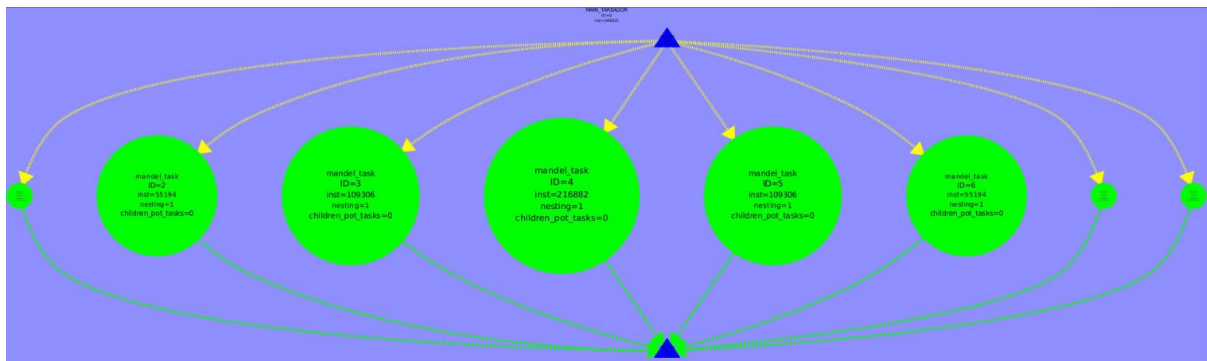 MAIN_TAREADOR
mandel_task
ID=2
inst=55194
nesting=1
children_pot_tasks=0
mandel_task
ID=3
inst=109306
nesting=1
children_pot_tasks=0
mandel_task
ID=4
inst=216882
nesting=1
children_pot_tasks=0
mandel_task
ID=5
inst=109306
nesting=1
children_pot_tasks=0
mandel_task
ID=6
inst=55194
nesting=1
children_pot_tasks=0